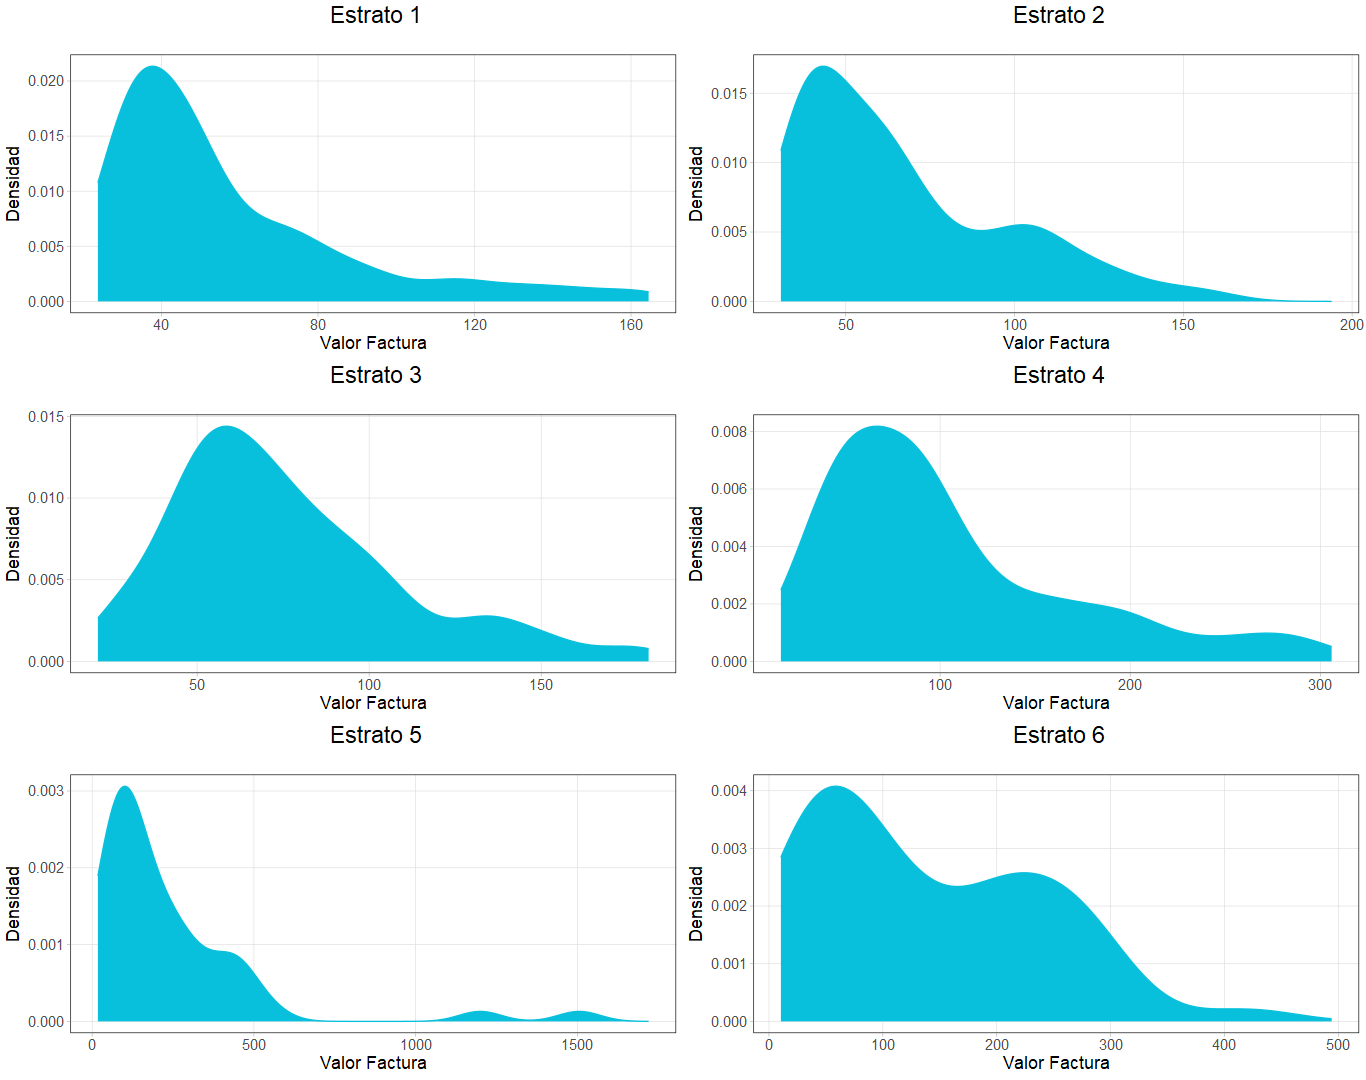 Estrato 1
Densidad
0.020
0.015
0.010
0.005
0.000
40 80 120 160
Valor Factura
Estrato 2
Densidad
0.015
0.010
0.005
0.000
50 100 150 200
Valor Factura
Estrato 3
Densidad
0.015
0.010
0.005
0.000
50 100 150
Valor Factura
Estrato 4
Densidad
0.008
0.006
0.004
0.002
0.000
100 200 300
Valor Factura
Estrato 5
Densidad
0.003
0.002
0.001
0.000
0 500 1000 1500
Valor Factura
Estrato 6
Densidad
0.004
0.003
0.002
0.001
0.000
0 100 200 300 400 500
Valor Factura